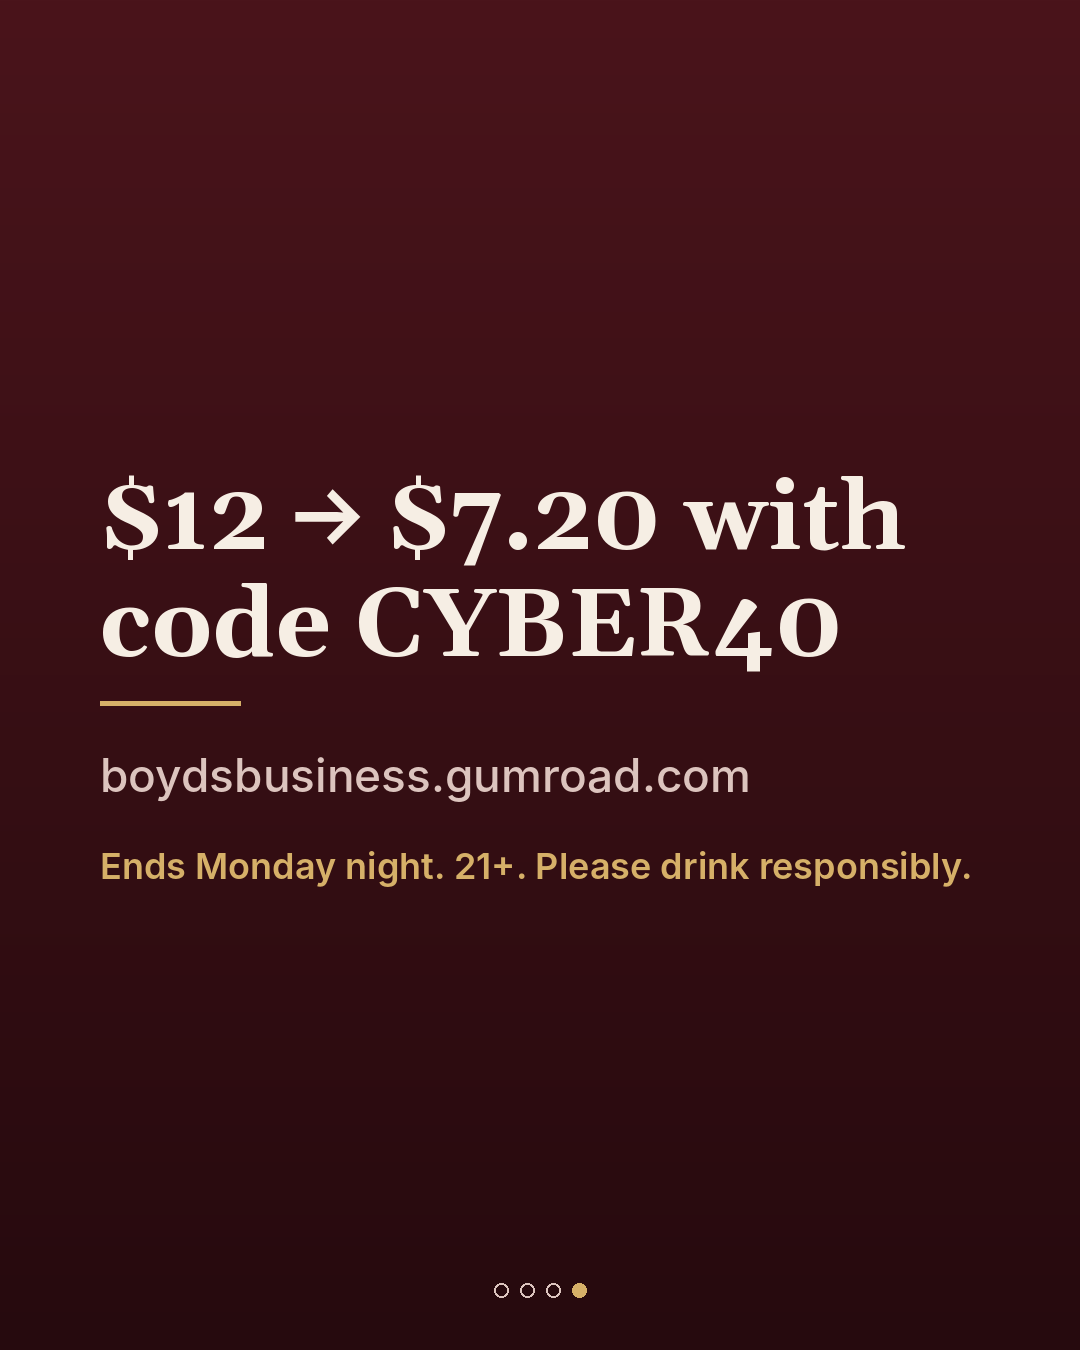 $12 → $7.20 with
code CYBER40
boydsbusiness.gumroad.com
Ends Monday night. 21+. Please drink responsibly.